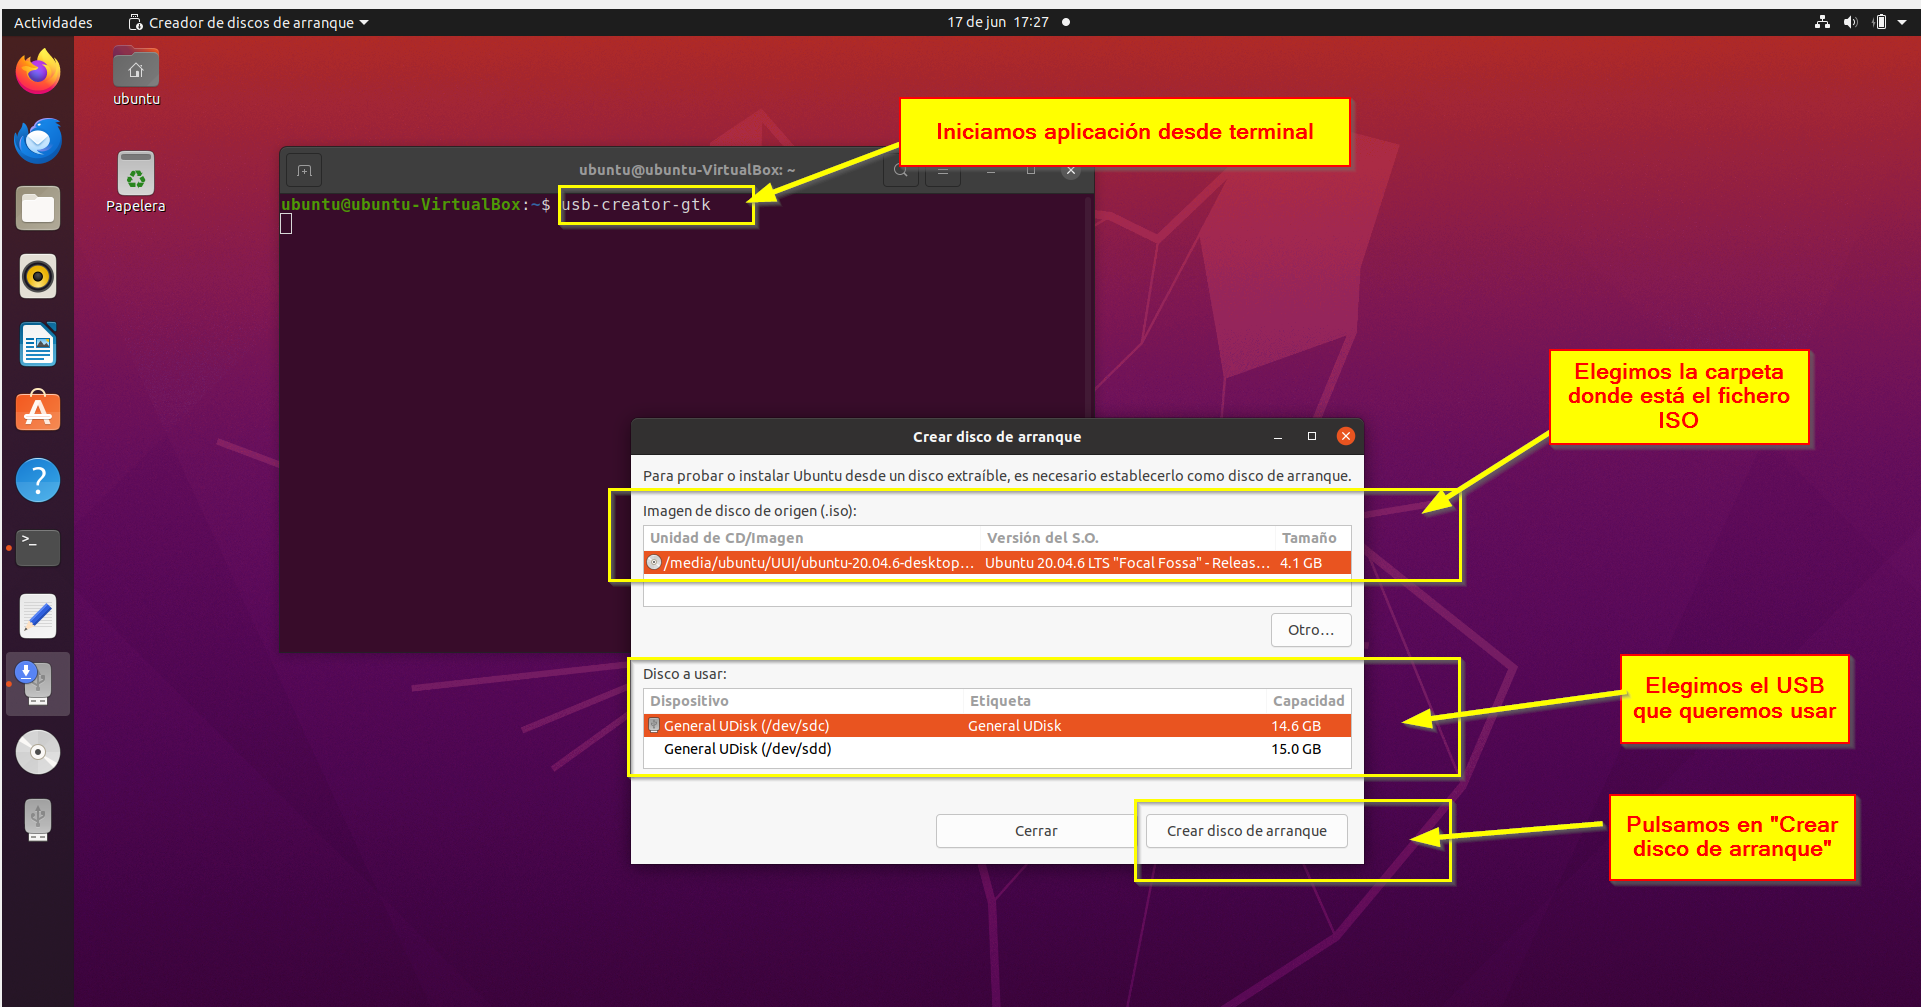 Actividades
Creador de discos de arranque
17 de jun 17:27
ubuntu
Papelera
Iniciamos aplicación desde terminal
ubuntu@ubuntu-VirtualBox: ~
ubuntu@ubuntu-VirtualBox:~$ usb-creator-gtk
Elegimos la carpeta
donde está el fichero
ISO
Crear disco de arranque
Para probar o instalar Ubuntu desde un disco extraíble, es necesario establecerlo como disco de arranque.
Imagen de disco de origen (.iso):
Unidad de CD/Imagen Versión del S.O. Tamaño
/media/ubuntu/UUI/ubuntu-20.04.6-desktop... Ubuntu 20.04.6 LTS "Focal Fossa" - Releas... 4.1 GB
Otro...
Disco a usar:
Dispositivo Etiqueta Capacidad
General UDisk (/dev/sdc) General UDisk 14.6 GB
General UDisk (/dev/sdd) 15.0 GB
Elegimos el USB
que queremos usar
Cerrar
Crear disco de arranque
Pulsamos en "Crear
disco de arranque"